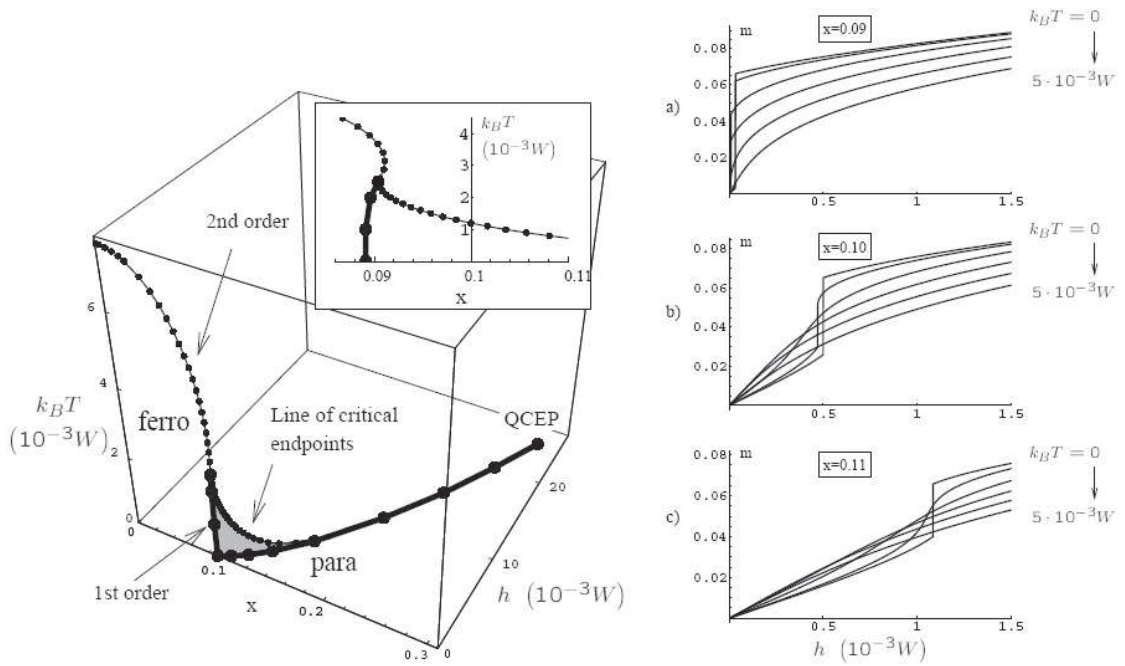 k_BT
(10⁻³W)
4
3
2
1
0.09
0.1
0.11
x
2nd order
6
4
2
0
k_BT
(10⁻³W)
ferro
Line of critical
endpoints
QCEP
1st order
para
0
0.1
0.2
0.3
x
0
10
20
h (10⁻³W)
a)
m
x=0.09
0.08
0.06
0.04
0.02
0.5
1
1.5
k_BT = 0
5·10⁻³W
b)
m
x=0.10
0.08
0.06
0.04
0.02
0.5
1
1.5
k_BT = 0
5·10⁻³W
c)
m
x=0.11
0.08
0.06
0.04
0.02
0.5
1
1.5
k_BT = 0
5·10⁻³W
h (10⁻³W)